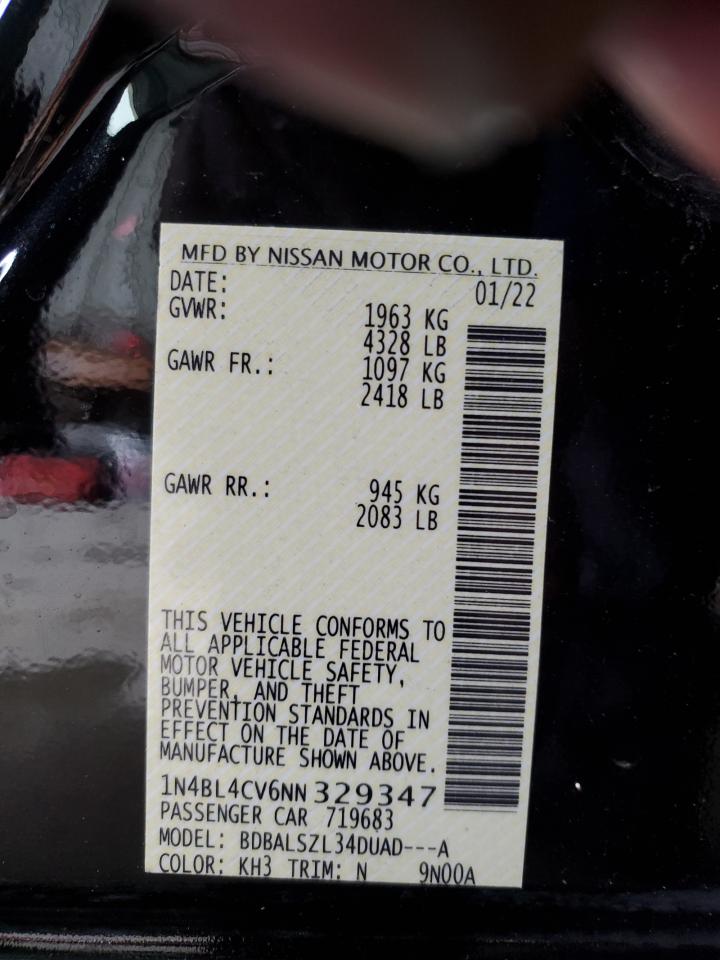 MFD BY NISSAN MOTOR CO., LTD.
DATE: 01/22
GVWR: 1963 KG
4328 LB
GAWR FR.: 1097 KG
2418 LB
GAWR RR.: 945 KG
2083 LB
THIS VEHICLE CONFORMS TO
ALL APPLICABLE FEDERAL
MOTOR VEHICLE SAFETY,
BUMPER, AND THEFT
PREVENTION STANDARDS IN
EFFECT ON THE DATE OF
MANUFACTURE SHOWN ABOVE.
1N4BL4CV6NN 329347
PASSENGER CAR 719683
MODEL: BDBALSZL34DUAD---A
COLOR: KH3 TRIM: N 9N00A